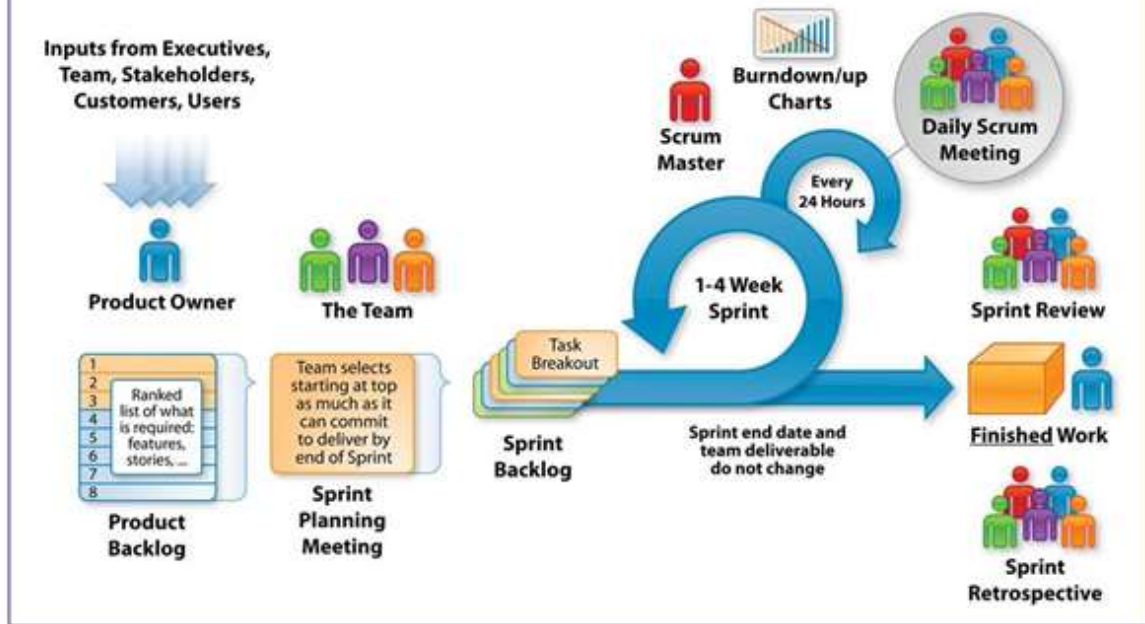 Inputs from Executives,
Team, Stakeholders,
Customers, Users
Product Owner
1
2
3
4
5
6
7
8
Ranked
list of what
is required:
features,
stories, ...
Product
Backlog
The Team
Team selects
starting at top
as much as it
can commit
to deliver by
end of Sprint
Sprint
Planning
Meeting
Task
Breakout
Sprint
Backlog
Scrum
Master
Burndown/up
Charts
1-4 Week
Sprint
Every
24 Hours
Daily Scrum
Meeting
Sprint end date and
team deliverable
do not change
Sprint Review
Finished Work
Sprint
Retrospective